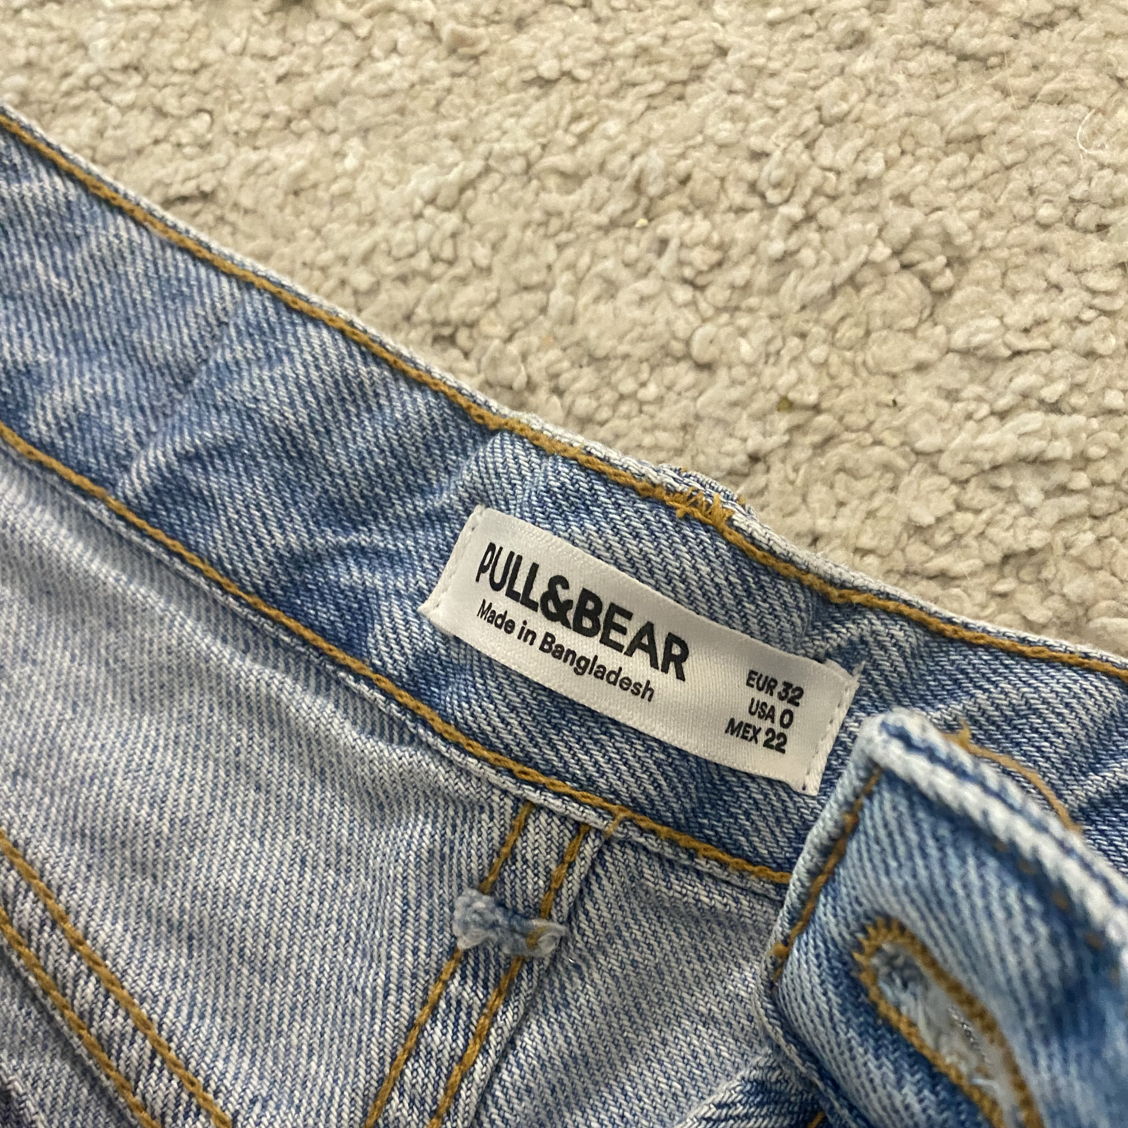 PULL&BEAR
Made in Bangladesh
EUR 32
USA 0
MEX 22